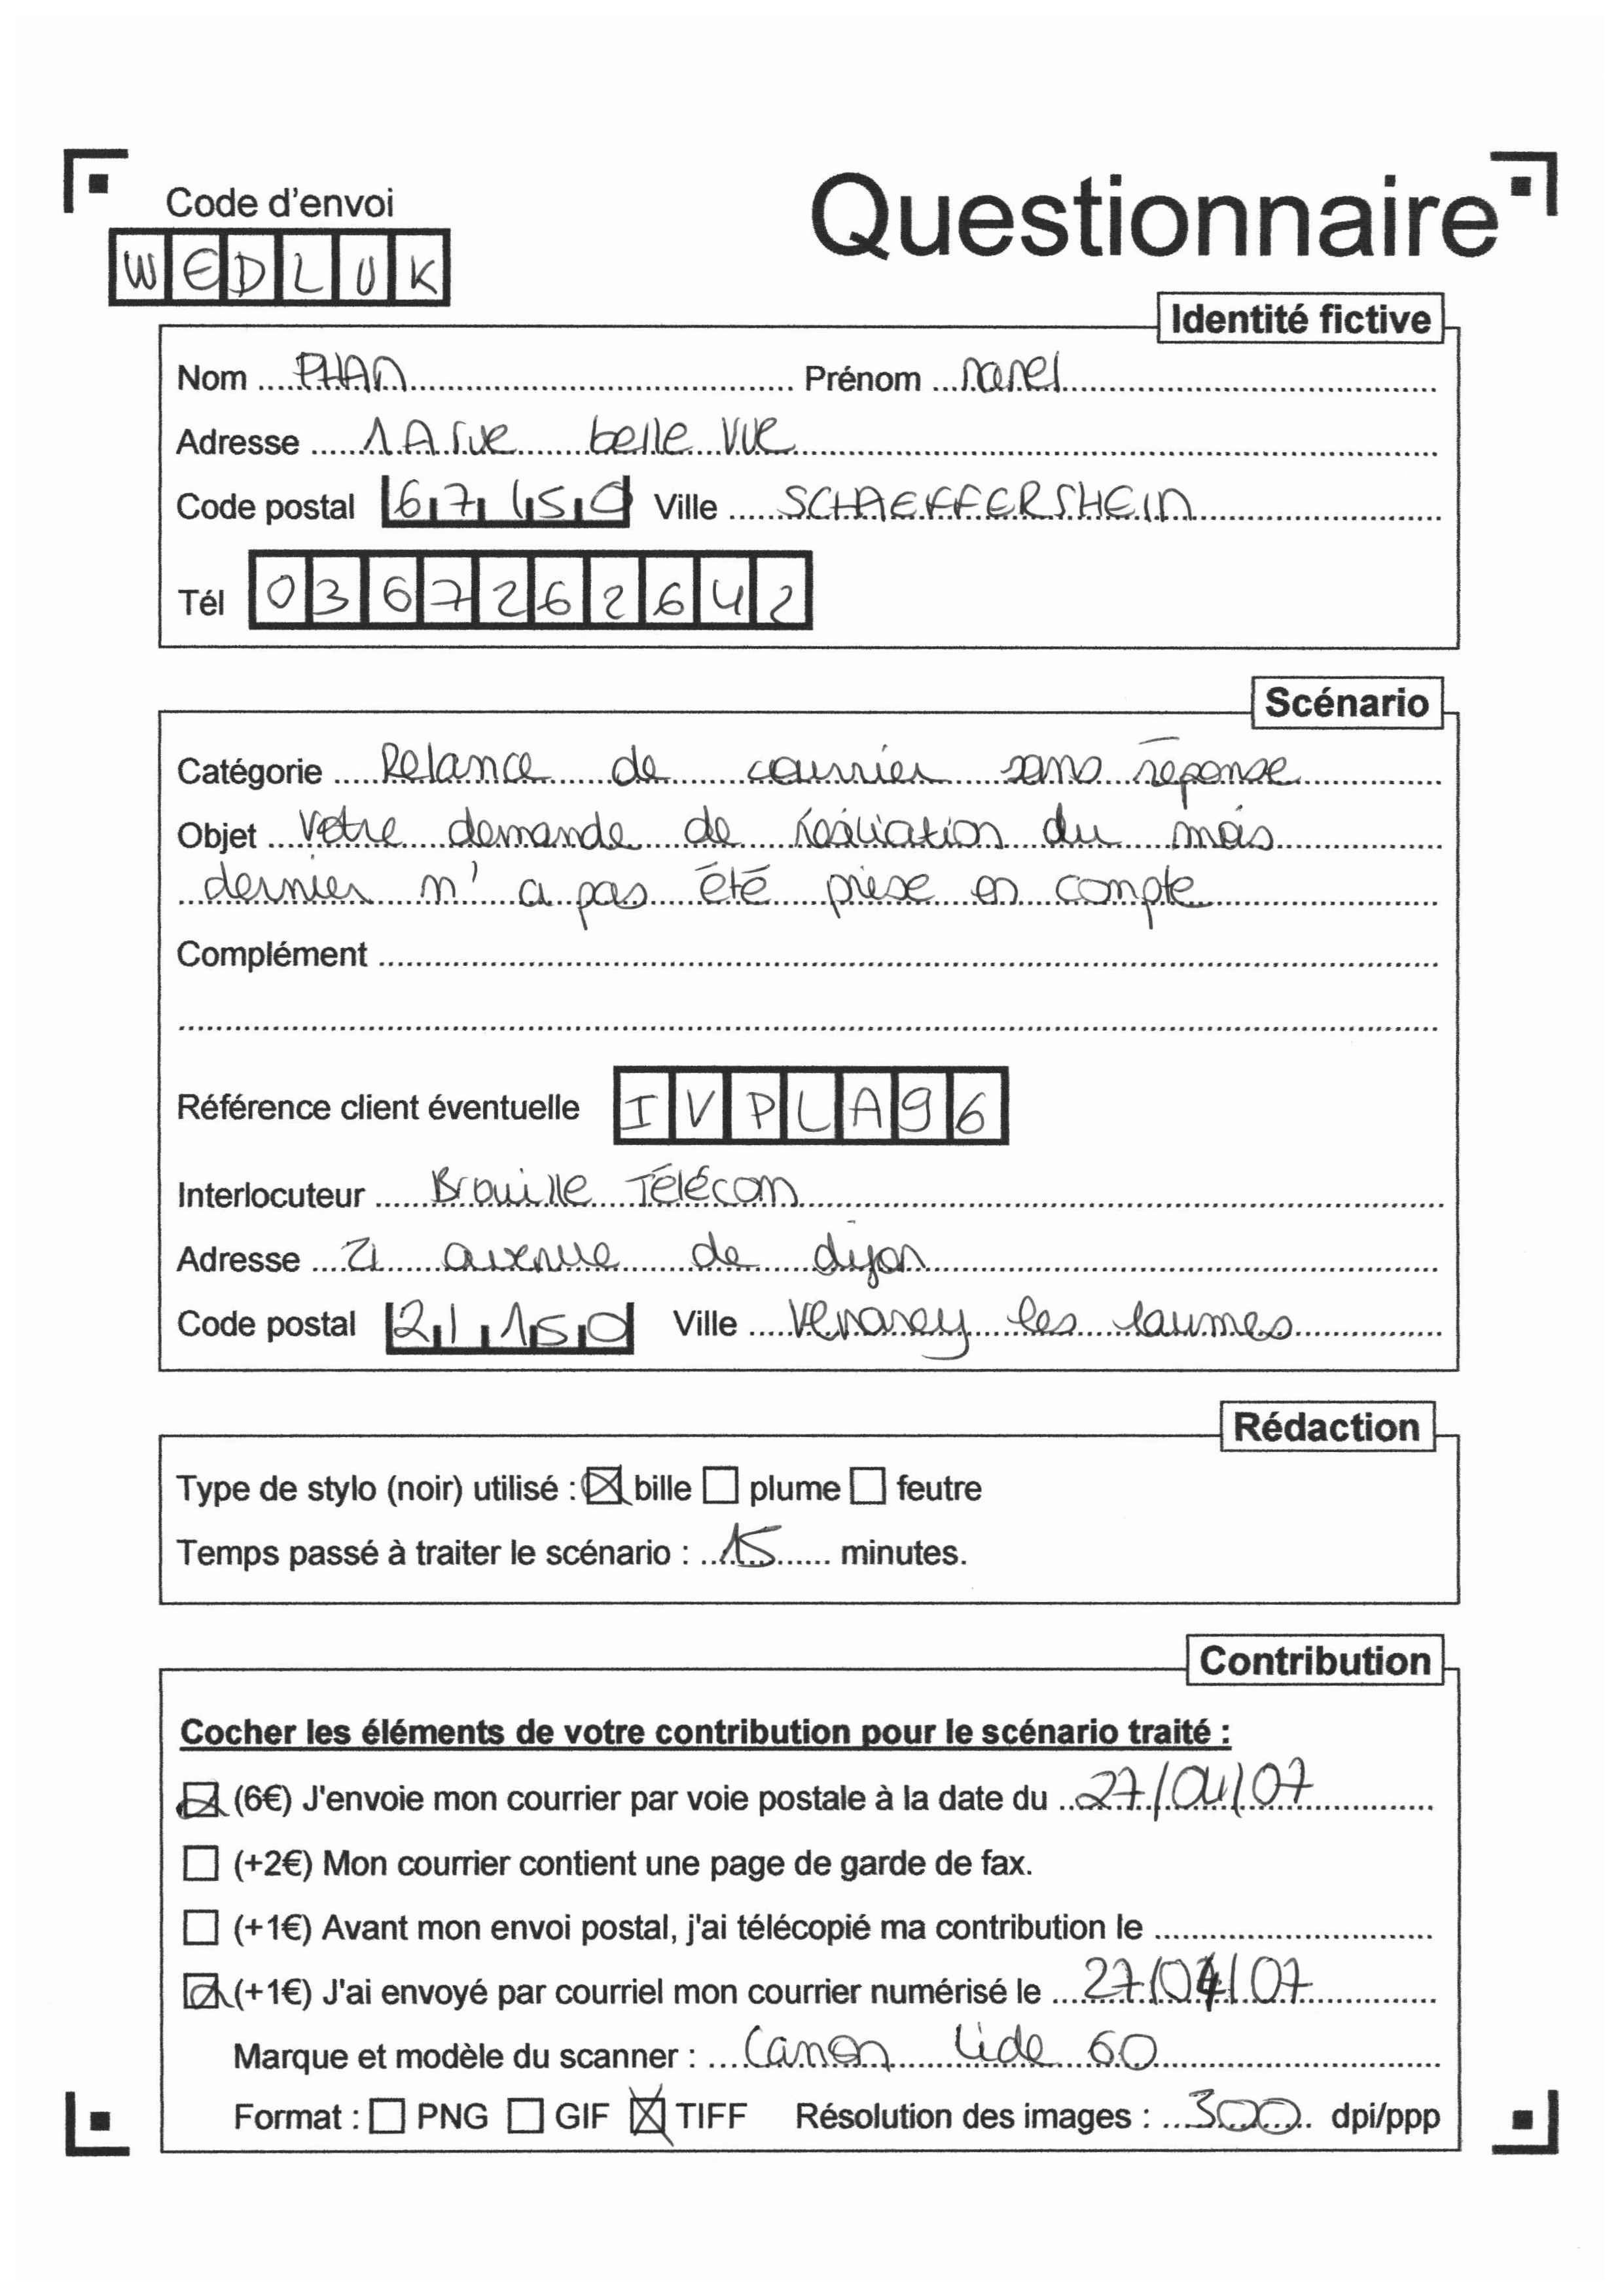 Code d'envoi
Questionnaire
WEDLUK
Identité fictive
Nom PHAN Prénom nanel
Adresse 1A rue belle vue
Code postal 67150 Ville SCHAEFFERSHEIN
Tél 0367262642
Scénario
Catégorie Relance de courrier sans réponse
Objet Votre demande de résiliation du mois
dernier n'a pas été prise en compte
Complément
Référence client éventuelle IVPLA96
Interlocuteur Brouille Télécom
Adresse 21 avenue de dijon
Code postal 21150 Ville Venarey les laumes
Rédaction
Type de stylo (noir) utilisé : bille plume feutre
Temps passé à traiter le scénario : 15 minutes.
Contribution
Cocher les éléments de votre contribution pour le scénario traité :
(6€) J'envoie mon courrier par voie postale à la date du 27/04/07
(+2€) Mon courrier contient une page de garde de fax.
(+1€) Avant mon envoi postal, j'ai télécopié ma contribution le
(+1€) J'ai envoyé par courriel mon courrier numérisé le 27/04/07
Marque et modèle du scanner : Canon Lide 60
Format : PNG GIF TIFF Résolution des images : 300 dpi/ppp